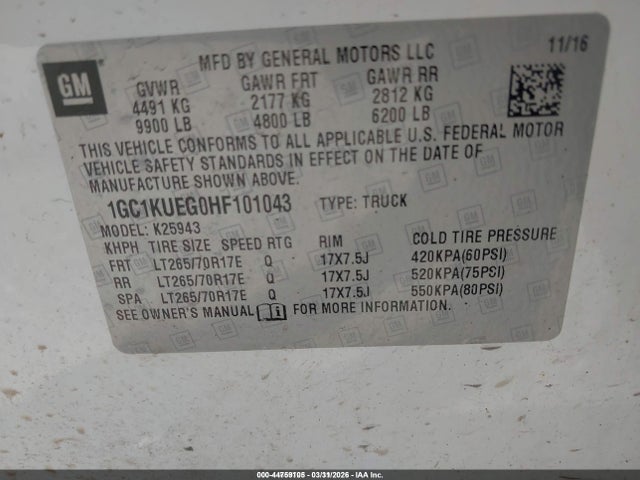 GM
MFD BY GENERAL MOTORS LLC 11/16
GVWR GAWR FRT GAWR RR
4491 KG 2177 KG 2812 KG
9900 LB 4800 LB 6200 LB
THIS VEHICLE CONFORMS TO ALL APPLICABLE U.S. FEDERAL MOTOR
VEHICLE SAFETY STANDARDS IN EFFECT ON THE DATE OF
MANUFACTURE SHOWN ABOVE.
1GC1KUEG0HF101043 TYPE: TRUCK
MODEL: K25943
KHPH TIRE SIZE SPEED RTG RIM COLD TIRE PRESSURE
FRT LT265/70R17E Q 17X7.5J 420KPA(60PSI)
RR LT265/70R17E Q 17X7.5J 520KPA(75PSI)
SPA LT265/70R17E Q 17X7.5J 550KPA(80PSI)
SEE OWNER'S MANUAL FOR MORE INFORMATION.
000-44759105 - 03/31/2026 - IAA Inc.